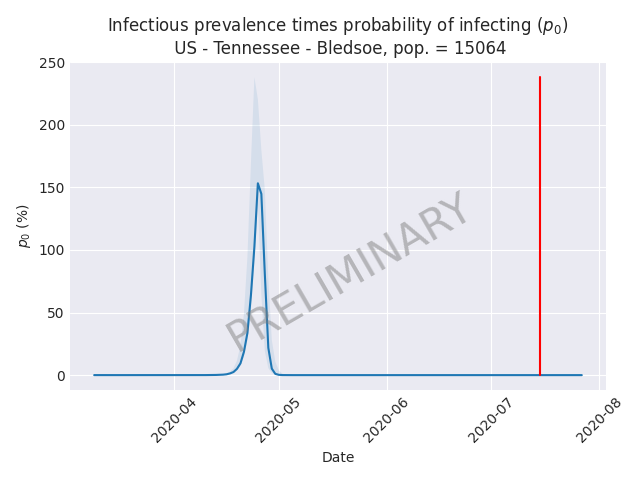 Infectious prevalence times probability of infecting (p₀)
US - Tennessee - Bledsoe, pop. = 15064
250
200
150
100
50
0
p₀ (%)
PRELIMINARY
2020-04
2020-05
2020-06
2020-07
2020-08
Date